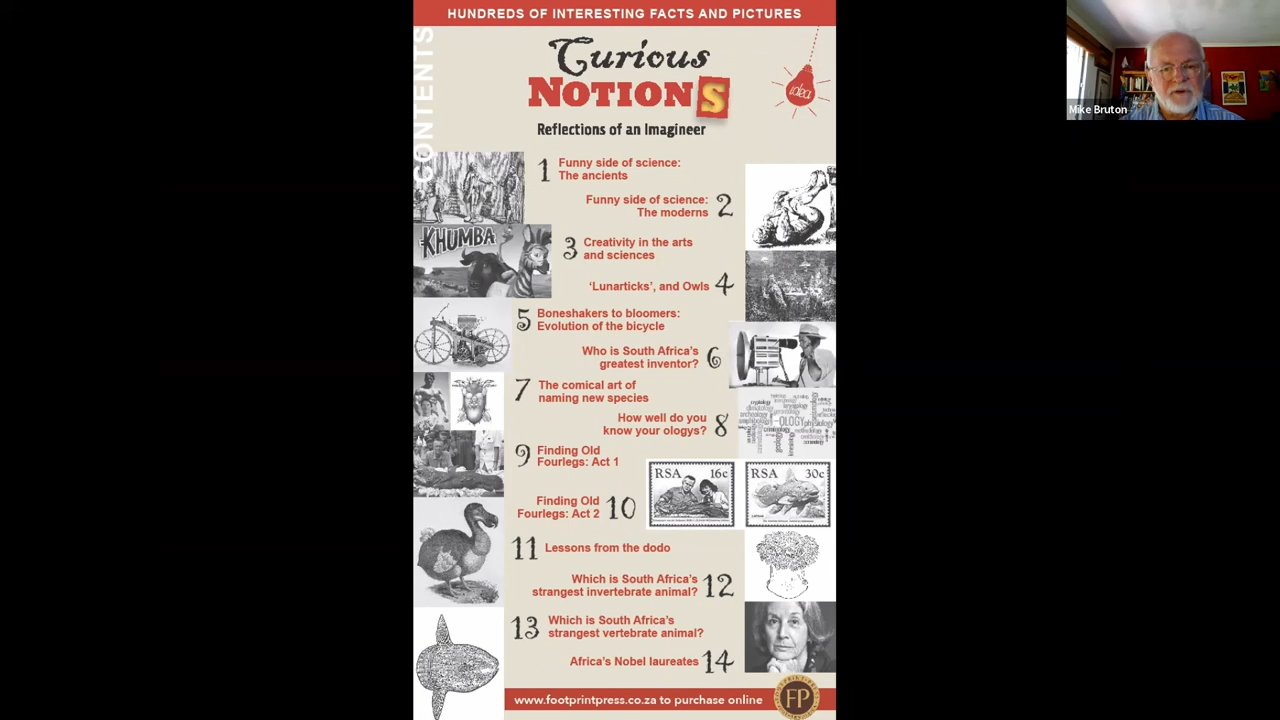 HUNDREDS OF INTERESTING FACTS AND PICTURES
CONTENTS
Curious
NOTIONS
idea
Reflections of an Imagineer
1 Funny side of science:
The ancients
Funny side of science: 2
The moderns
KHUMBA
3 Creativity in the arts
and sciences
'Lunarticks', and Owls 4
5 Boneshakers to bloomers:
Evolution of the bicycle
Who is South Africa's 6
greatest inventor?
7 The comical art of
naming new species
How well do you 8
know your ologys?
-OLOGY
9 Finding Old
Fourlegs: Act 1
RSA 16c
RSA 30c
Finding Old 10
Fourlegs: Act 2
11 Lessons from the dodo
Which is South Africa's 12
strangest invertebrate animal?
13 Which is South Africa's
strangest vertebrate animal?
Africa's Nobel laureates 14
www.footprintpress.co.za to purchase online
FP
Mike Bruton